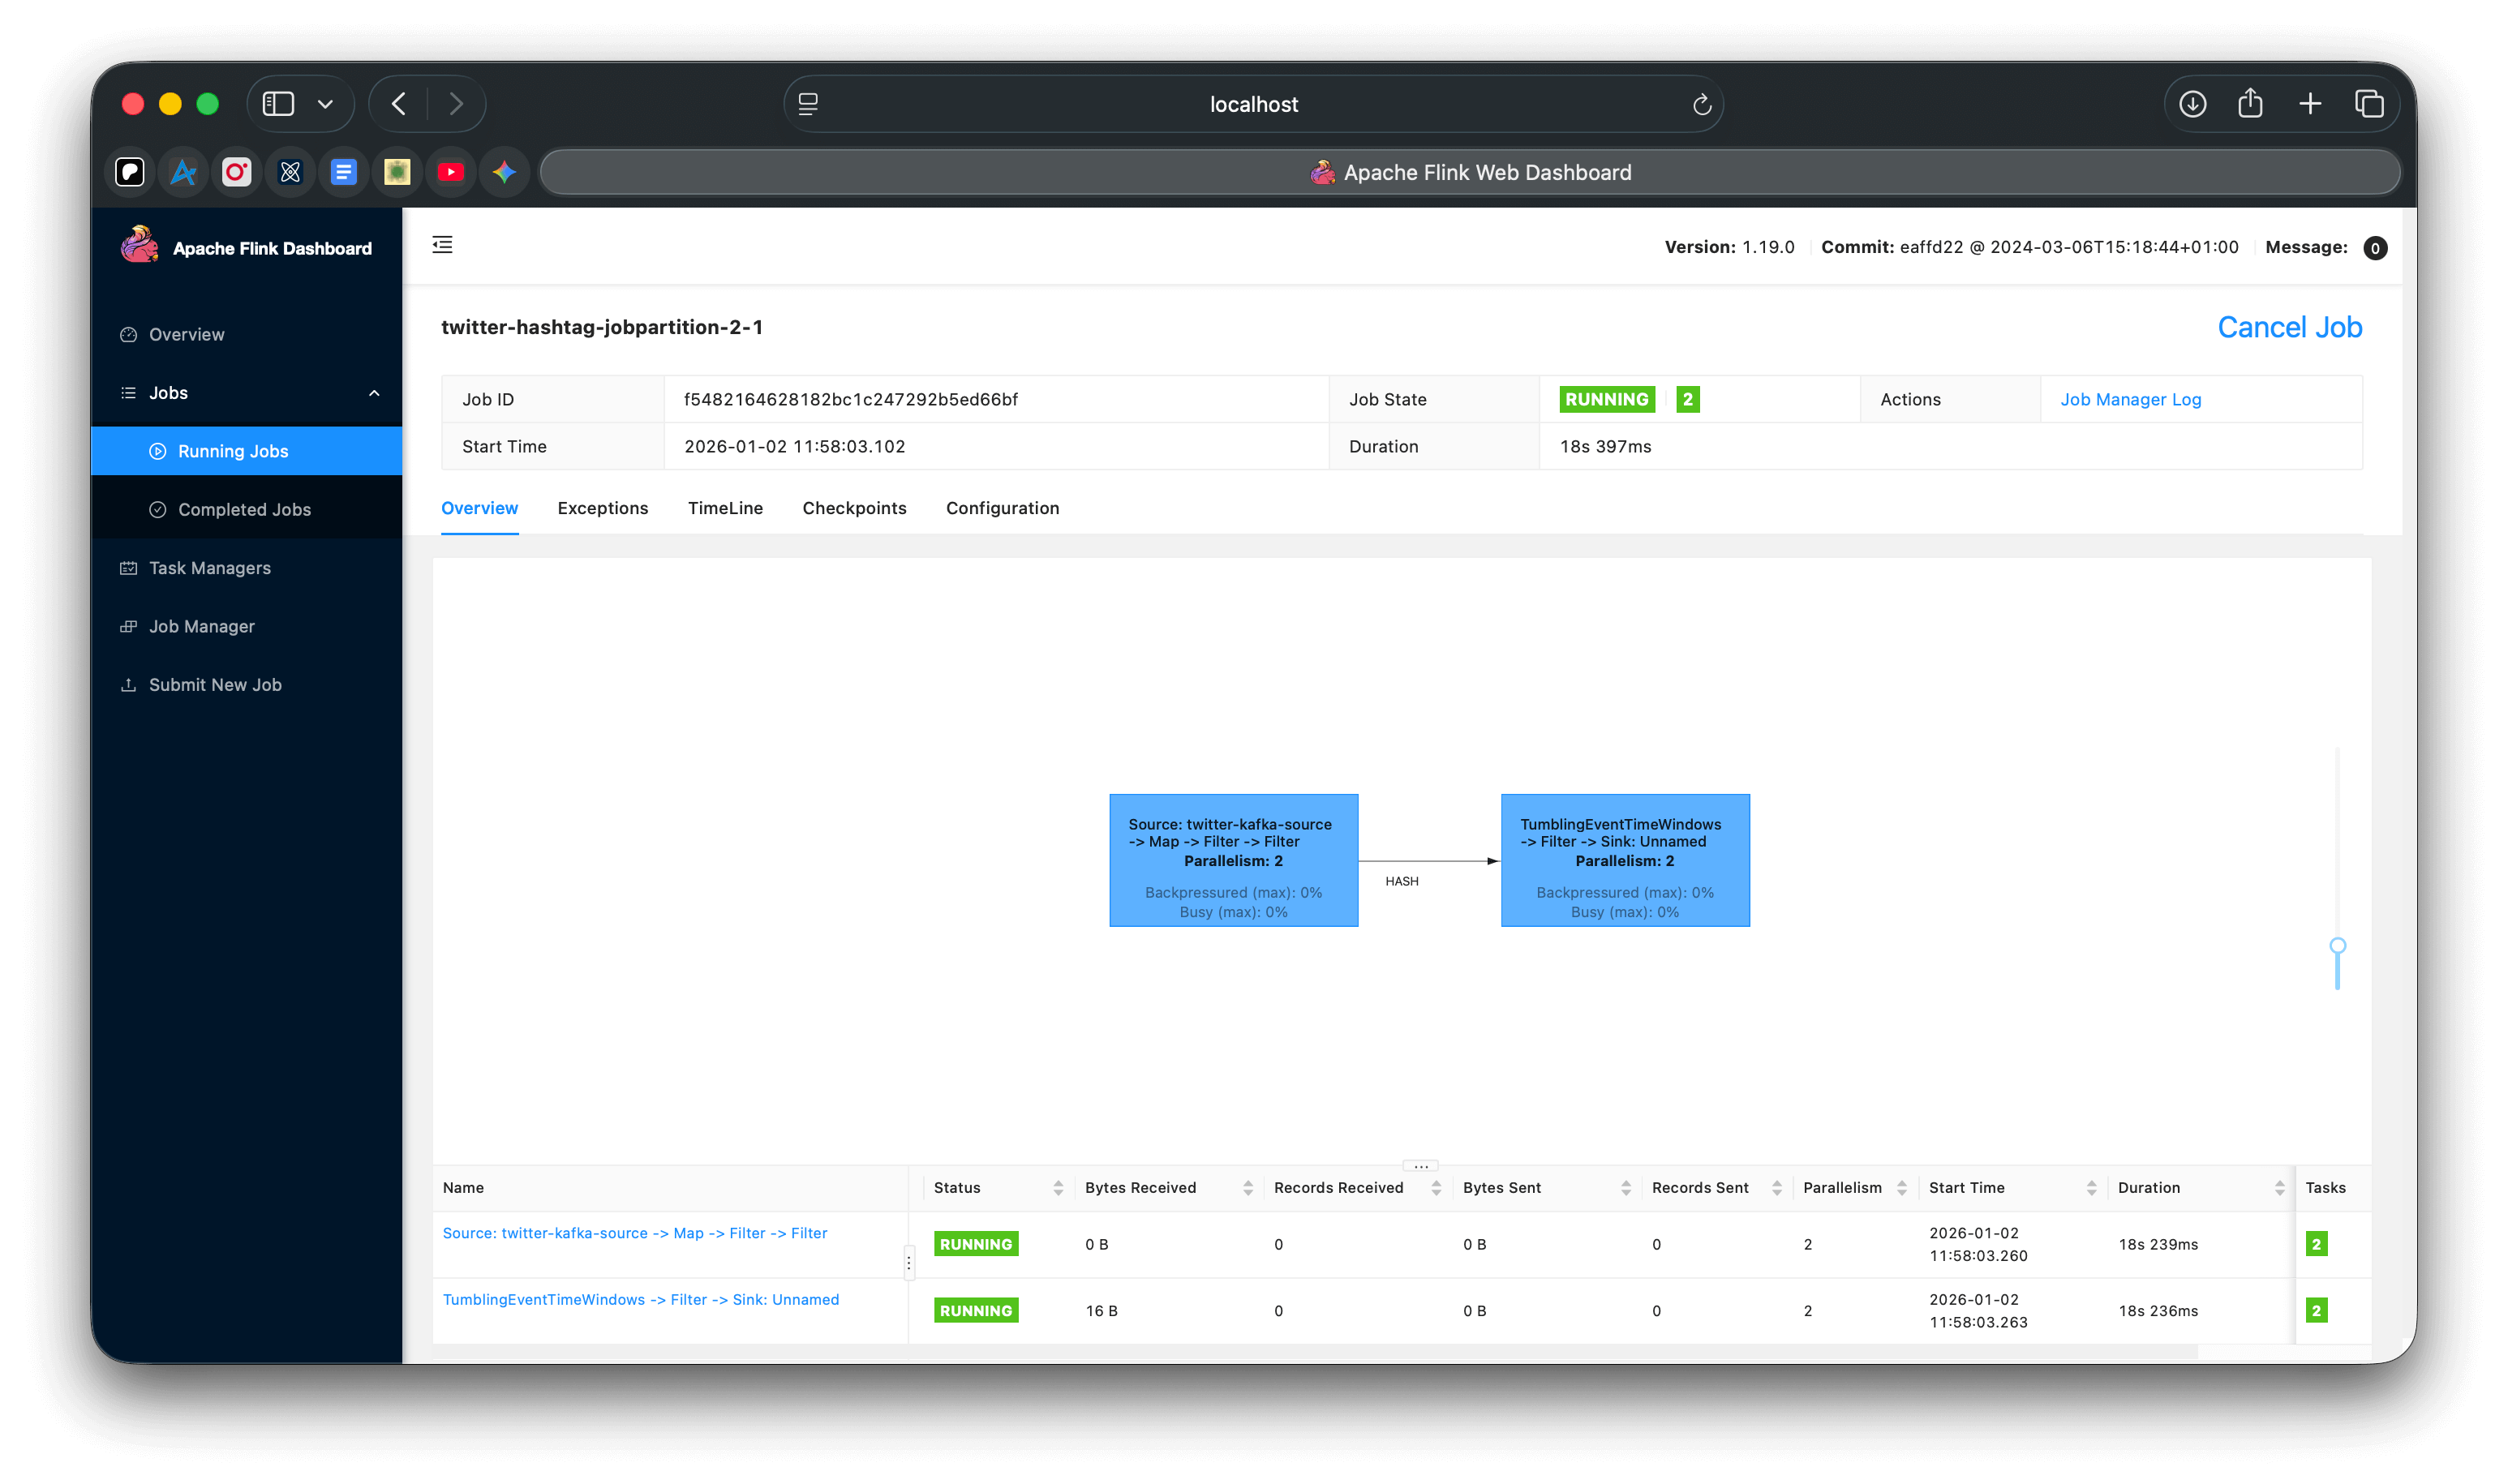 localhost
Apache Flink Web Dashboard
Apache Flink Dashboard
Version: 1.19.0 Commit: eaffd22 @ 2024-03-06T15:18:44+01:00 Message: 0
Overview
Jobs
Running Jobs
Completed Jobs
Task Managers
Job Manager
Submit New Job
twitter-hashtag-jobpartition-2-1
Cancel Job
Job ID f5482164628182bc1c247292b5ed66bf Job State RUNNING 2 Actions Job Manager Log
Start Time 2026-01-02 11:58:03.102 Duration 18s 397ms
Overview Exceptions TimeLine Checkpoints Configuration
Source: twitter-kafka-source
-> Map -> Filter -> Filter
Parallelism: 2
Backpressured (max): 0%
Busy (max): 0%
HASH
TumblingEventTimeWindows
-> Filter -> Sink: Unnamed
Parallelism: 2
Backpressured (max): 0%
Busy (max): 0%
Name Status Bytes Received Records Received Bytes Sent Records Sent Parallelism Start Time Duration Tasks
Source: twitter-kafka-source -> Map -> Filter -> Filter RUNNING 0 B 0 0 B 0 2 2026-01-02 11:58:03.260 18s 239ms 2
TumblingEventTimeWindows -> Filter -> Sink: Unnamed RUNNING 16 B 0 0 B 0 2 2026-01-02 11:58:03.263 18s 236ms 2